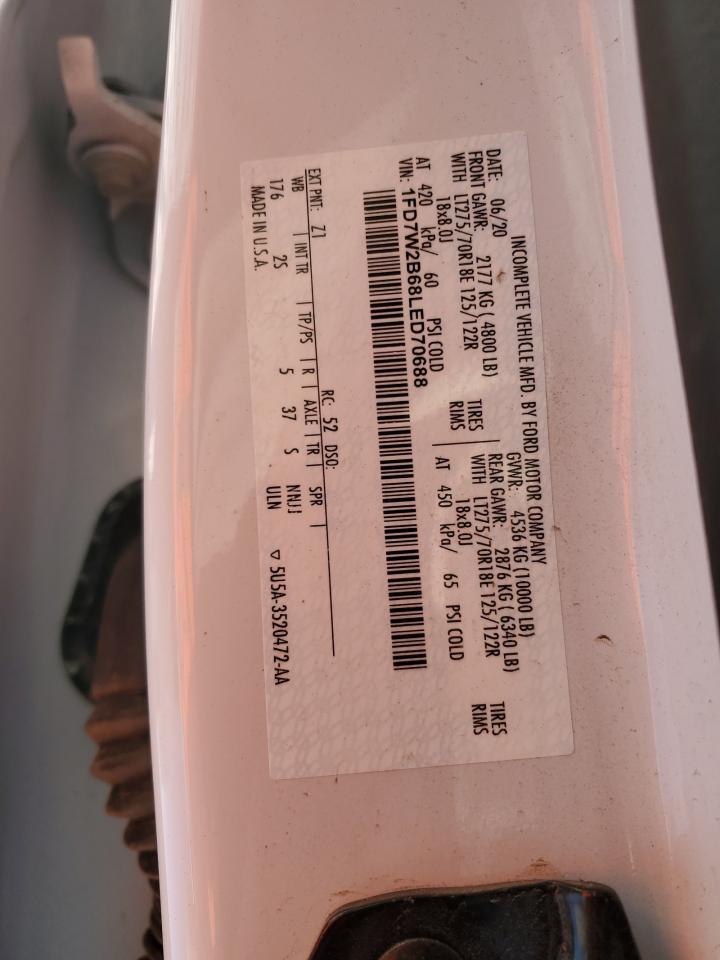 INCOMPLETE VEHICLE MFD. BY FORD MOTOR COMPANY
DATE: 06/20 GVWR: 4536 KG (10000 LB)
FRONT GAWR: 2177 KG ( 4800 LB) REAR GAWR: 2876 KG ( 6340 LB)
WITH LT275/70R18E 125/122R TIRES WITH LT275/70R18E 125/122R TIRES
18x8.0J RIMS 18x8.0J RIMS
AT 420 kPa/ 60 PSI COLD AT 450 kPa/ 65 PSI COLD
VIN: 1FD7W2B68LED70688
EXT PNT: Z1 RC: 52 DSO:
WB INT TR TP/PS R AXLE TR SPR
176 2S 5 37 S NNJJ
MADE IN U.S.A. ULN ▽ 5U5A-3520472-AA